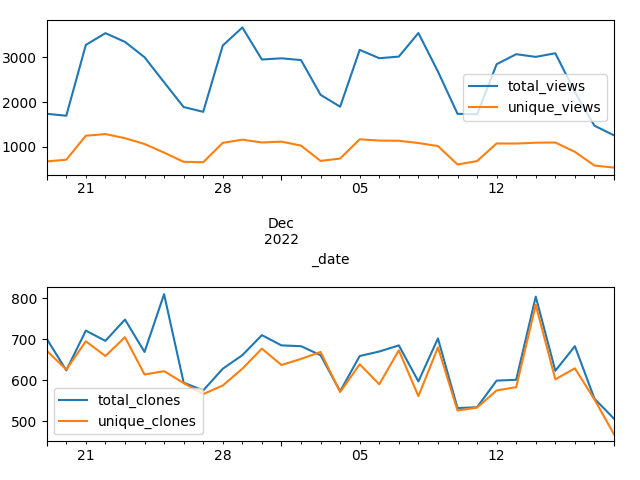 3000
2000
1000
total_views
unique_views
21
28
05
12
Dec
2022
_date
800
700
600
500
total_clones
unique_clones
21
28
05
12